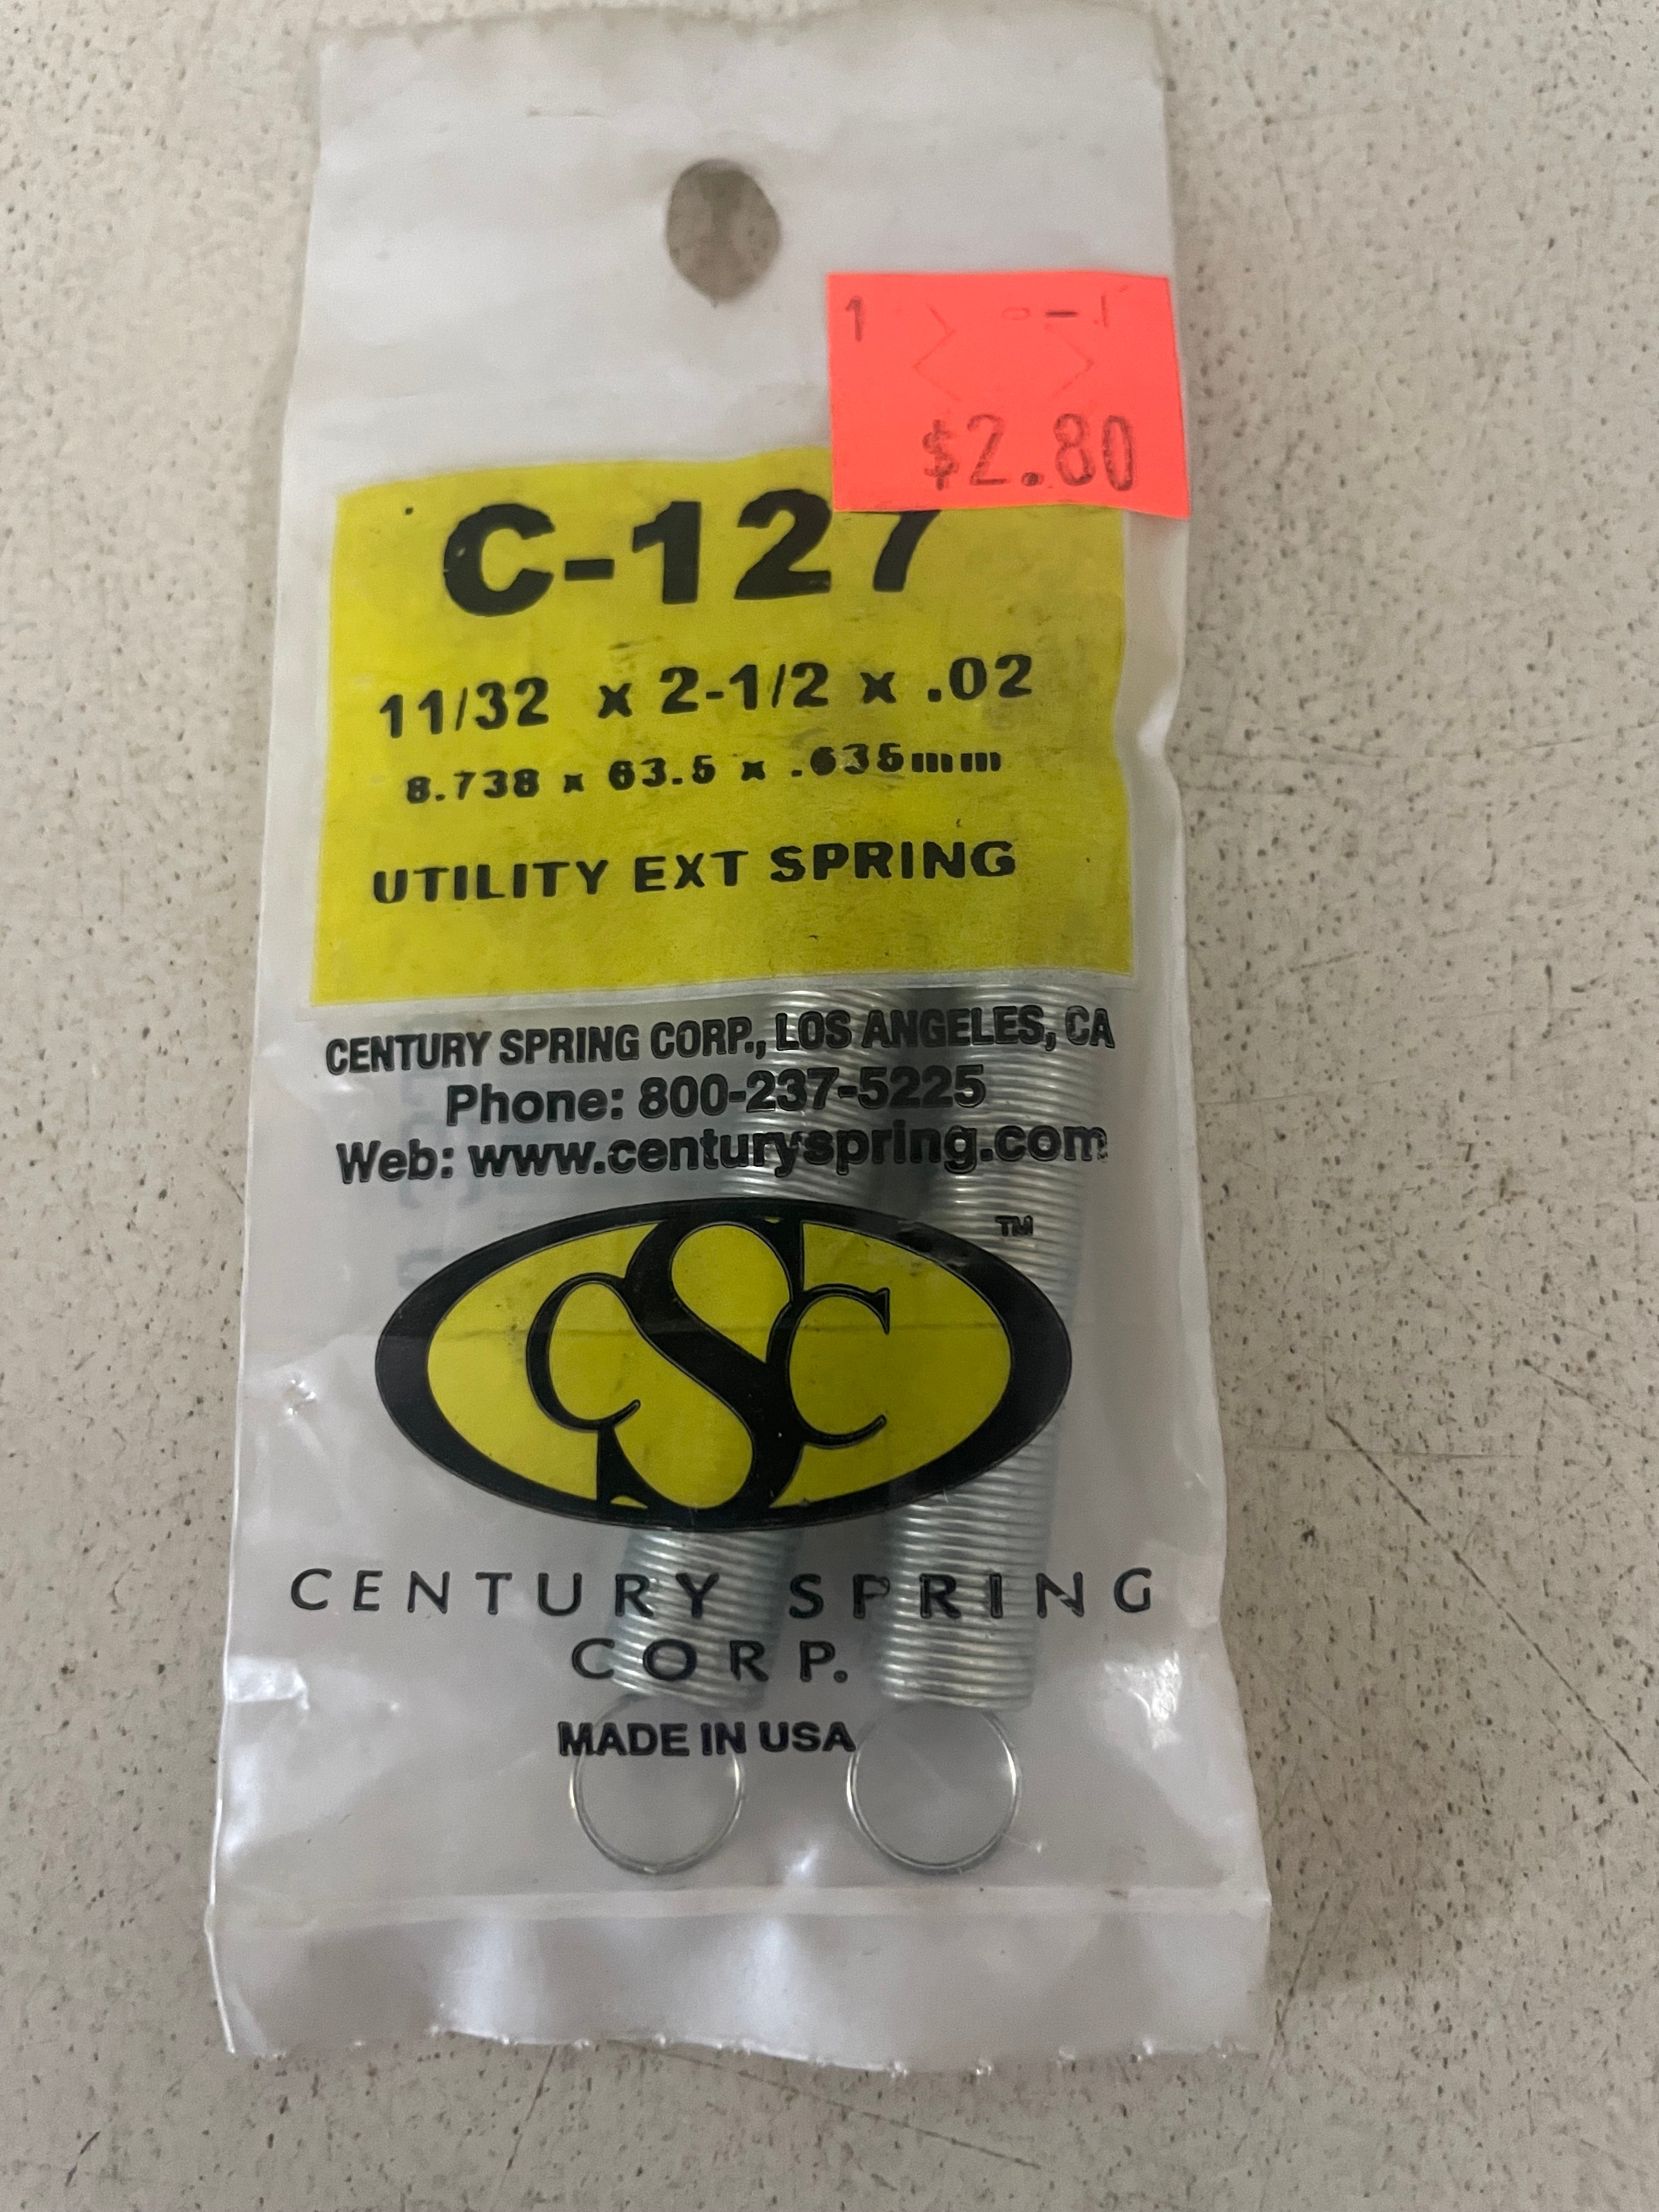 1
$2.80
C-127
11/32 x 2-1/2 x .02
8.738 x 63.5 x .635mm
UTILITY EXT SPRING
CENTURY SPRING CORP., LOS ANGELES, CA
Phone: 800-237-5225
Web: www.centuryspring.com
TM
CSC
CENTURY SPRING
CORP.
MADE IN USA